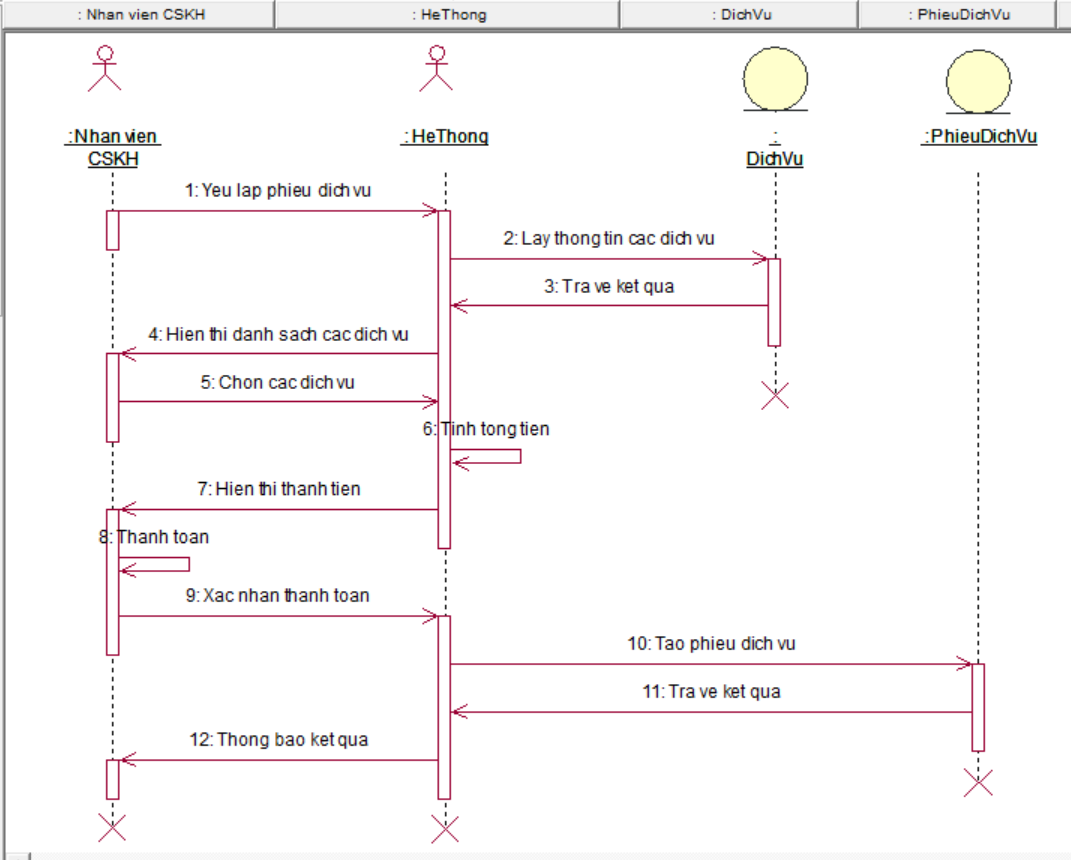 : Nhan vien CSKH
: HeThong
: DichVu
: PhieuDichVu
:Nhan vien
CSKH
: HeThong
:
DichVu
:PhieuDichVu
1: Yeu lap phieu dich vu
2: Lay thong tin cac dich vu
3: Tra ve ket qua
4: Hien thi danh sach cac dich vu
5: Chon cac dich vu
6: Tinh tong tien
7: Hien thi thanh tien
8: Thanh toan
9: Xac nhan thanh toan
10: Tao phieu dich vu
11: Tra ve ket qua
12: Thong bao ket qua